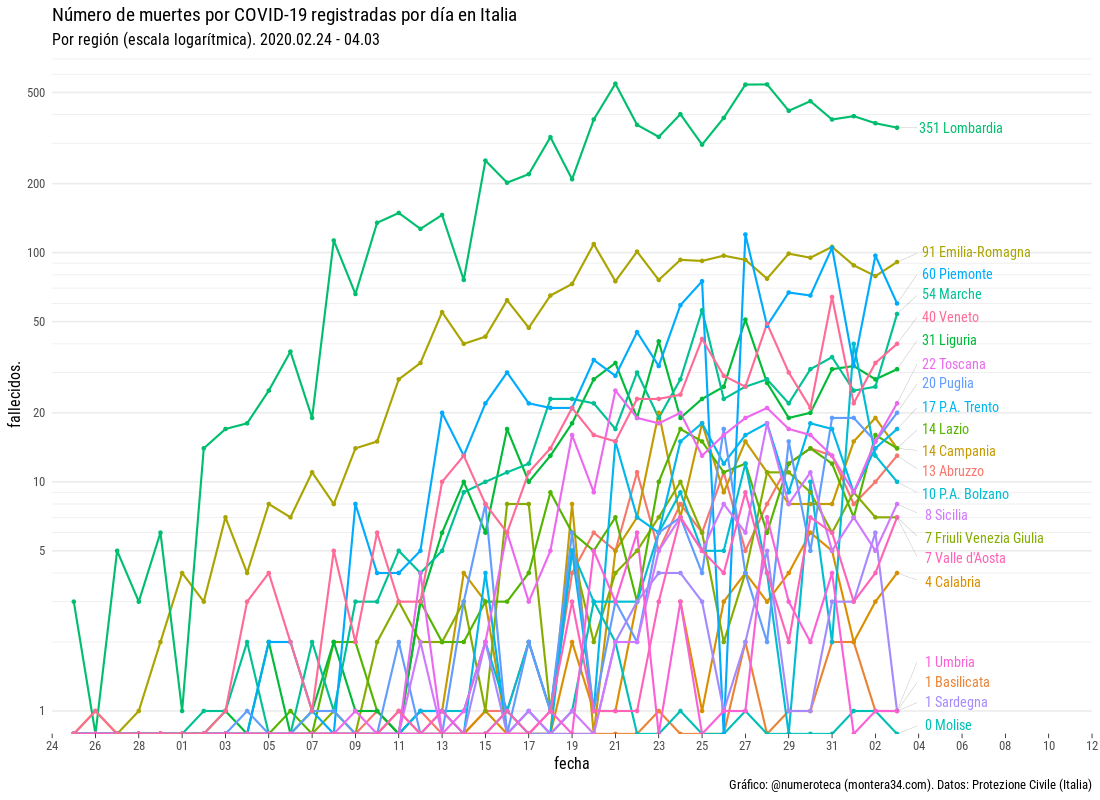 Número de muertes por COVID-19 registradas por día en Italia
Por región (escala logarítmica). 2020.02.24 - 04.03
fallecidos.
500
200
100
50
20
10
5
1
351 Lombardia
91 Emilia-Romagna
60 Piemonte
54 Marche
40 Veneto
31 Liguria
22 Toscana
20 Puglia
17 P.A. Trento
14 Lazio
14 Campania
13 Abruzzo
10 P.A. Bolzano
8 Sicilia
7 Friuli Venezia Giulia
7 Valle d'Aosta
4 Calabria
1 Umbria
1 Basilicata
1 Sardegna
0 Molise
24 26 28 01 03 05 07 09 11 13 15 17 19 21 23 25 27 29 31 02 04 06 08 10 12
fecha
Gráfico: @numeroteca (montera34.com). Datos: Protezione Civile (Italia)